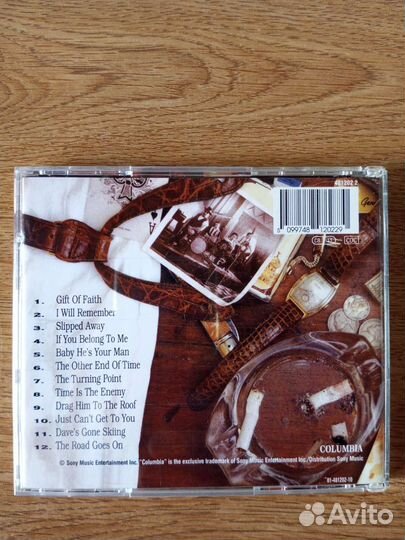 481202 2
5 099748 120229
1. Gift Of Faith
2. I Will Remember
3. Slipped Away
4. If You Belong To Me
5. Baby He's Your Man
6. The Other End Of Time
7. The Turning Point
8. Time Is The Enemy
9. Drag Him To The Roof
10. Just Can't Get To You
11. Dave's Gone Skiing
12. The Road Goes On
COLUMBIA
© Sony Music Entertainment Inc. "Columbia" is the exclusive trademark of Sony Music Entertainment Inc./Distribution Sony Music
01-481202-10
Avito